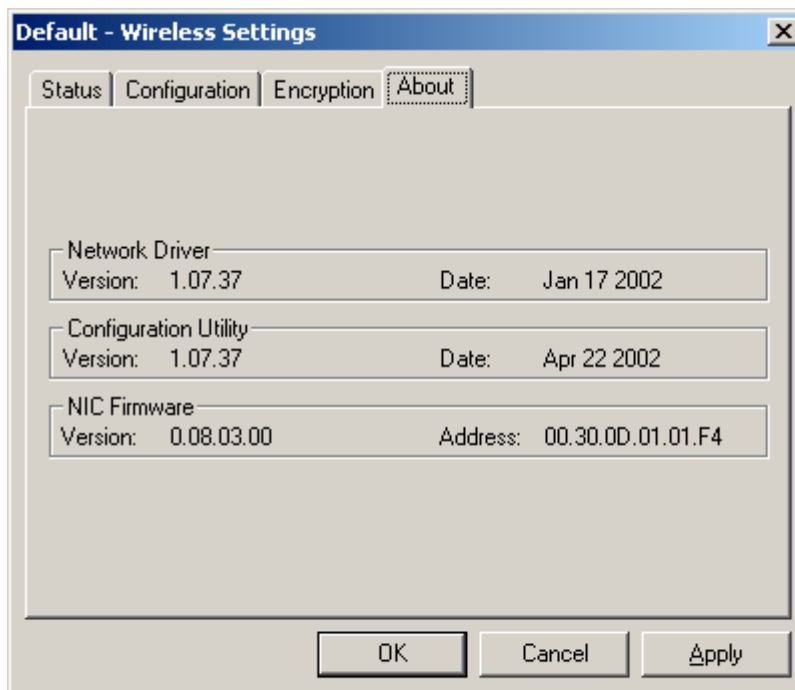 Default - Wireless Settings
Status Configuration Encryption About
Network Driver
Version: 1.07.37 Date: Jan 17 2002
Configuration Utility
Version: 1.07.37 Date: Apr 22 2002
NIC Firmware
Version: 0.08.03.00 Address: 00.30.0D.01.01.F4
OK Cancel Apply